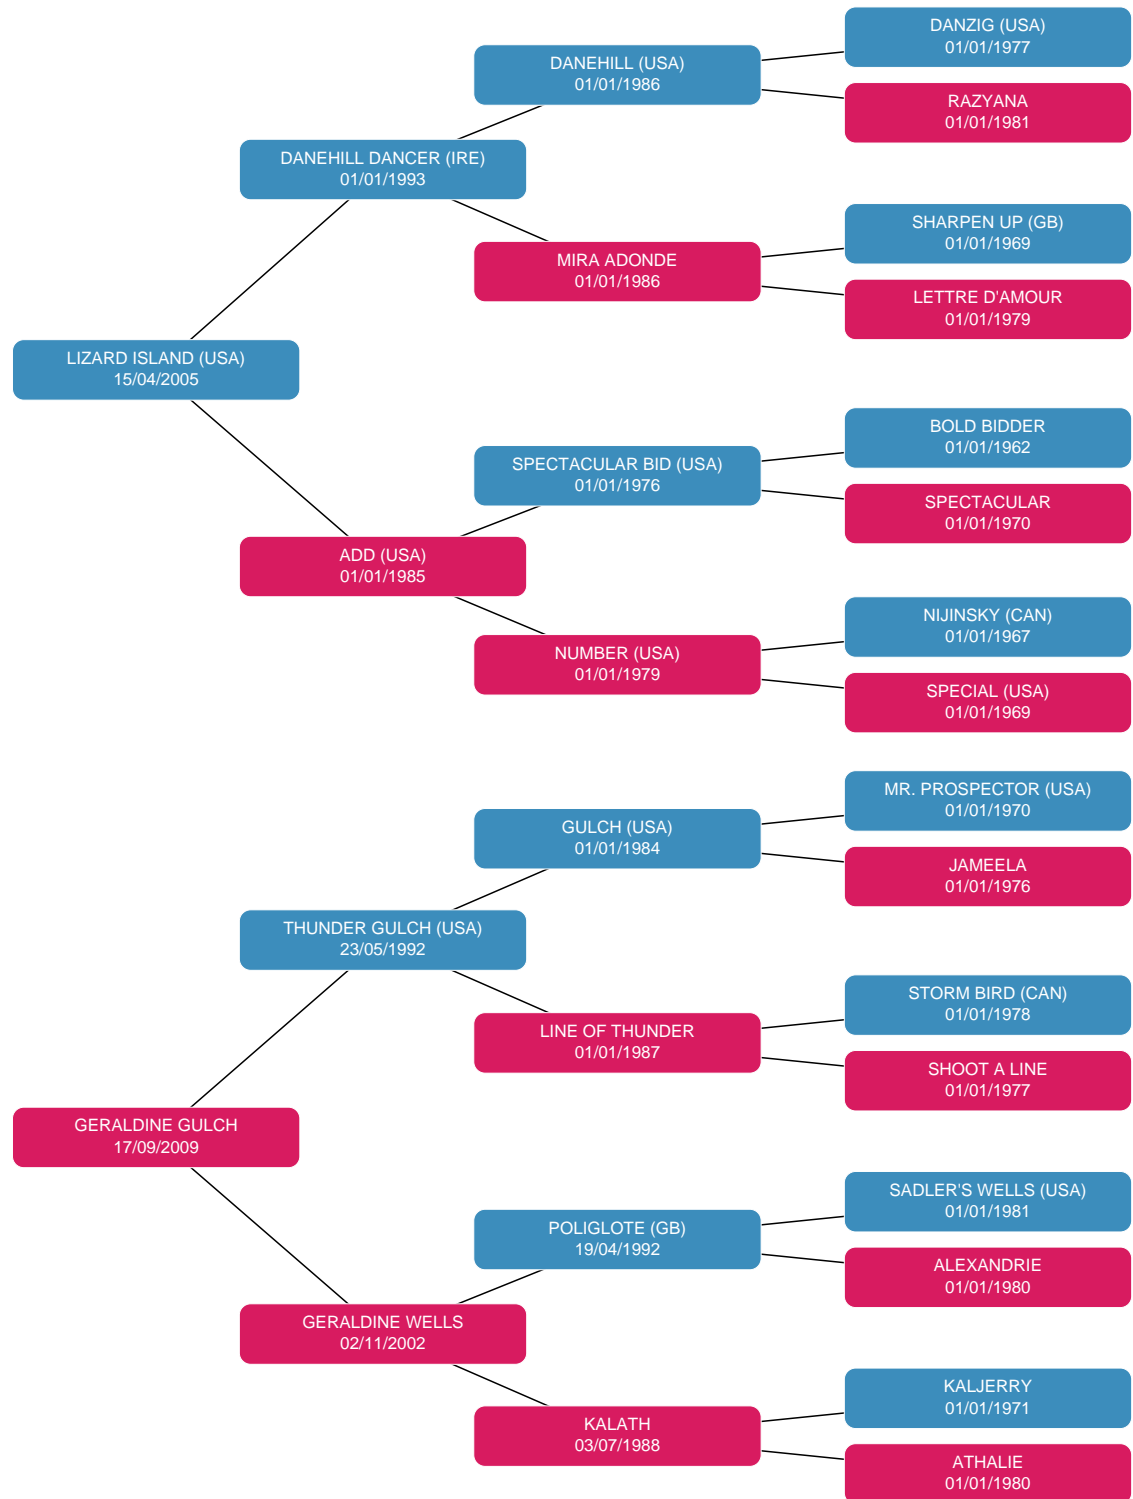 DANZIG (USA)
01/01/1977
DANEHILL (USA)
01/01/1986
RAZYANA
01/01/1981
DANEHILL DANCER (IRE)
01/01/1993
SHARPEN UP (GB)
01/01/1969
MIRA ADONDE
01/01/1986
LETTRE D'AMOUR
01/01/1979
LIZARD ISLAND (USA)
15/04/2005
BOLD BIDDER
01/01/1962
SPECTACULAR BID (USA)
01/01/1976
SPECTACULAR
01/01/1970
ADD (USA)
01/01/1985
NIJINSKY (CAN)
01/01/1967
NUMBER (USA)
01/01/1979
SPECIAL (USA)
01/01/1969
MR. PROSPECTOR (USA)
01/01/1970
GULCH (USA)
01/01/1984
JAMEELA
01/01/1976
THUNDER GULCH (USA)
23/05/1992
STORM BIRD (CAN)
01/01/1978
LINE OF THUNDER
01/01/1987
SHOOT A LINE
01/01/1977
GERALDINE GULCH
17/09/2009
SADLER'S WELLS (USA)
01/01/1981
POLIGLOTE (GB)
19/04/1992
ALEXANDRIE
01/01/1980
GERALDINE WELLS
02/11/2002
KALJERRY
01/01/1971
KALATH
03/07/1988
ATHALIE
01/01/1980